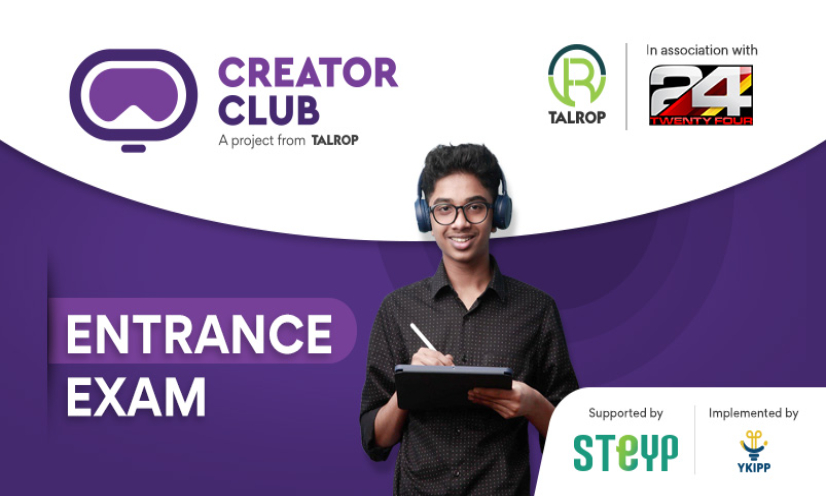 CREATOR
CLUB
A project from TALROP
TALROP
In association with
24
TWENTY FOUR
ENTRANCE
EXAM
Supported by
STEYP
Implemented by
YKIPP